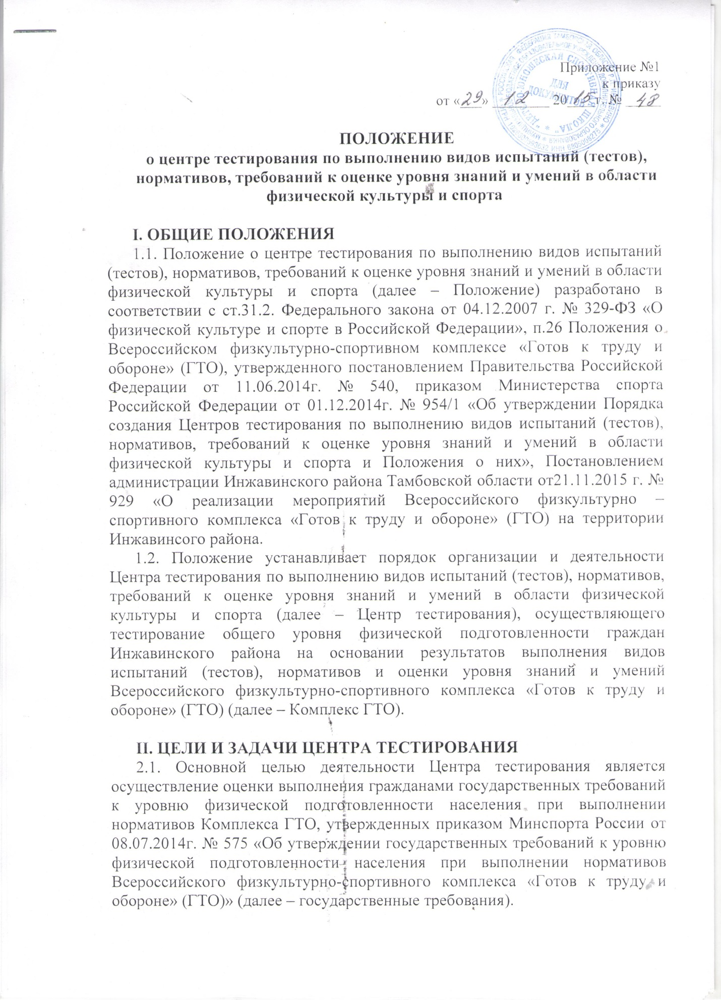 Приложение №1
к приказу
от «29» 12 2015 г. № 48
ДЛЯ
ДОКУМЕНТОВ
ПОЛОЖЕНИЕ
о центре тестирования по выполнению видов испытаний (тестов),
нормативов, требований к оценке уровня знаний и умений в области
физической культуры и спорта
I. ОБЩИЕ ПОЛОЖЕНИЯ
1.1. Положение о центре тестирования по выполнению видов испытаний
(тестов), нормативов, требований к оценке уровня знаний и умений в области
физической культуры и спорта (далее – Положение) разработано в
соответствии с ст.31.2. Федерального закона от 04.12.2007 г. № 329-ФЗ «О
физической культуре и спорте в Российской Федерации», п.26 Положения о
Всероссийском физкультурно-спортивном комплексе «Готов к труду и
обороне» (ГТО), утвержденного постановлением Правительства Российской
Федерации от 11.06.2014г. № 540, приказом Министерства спорта
Российской Федерации от 01.12.2014г. № 954/1 «Об утверждении Порядка
создания Центров тестирования по выполнению видов испытаний (тестов),
нормативов, требований к оценке уровня знаний и умений в области
физической культуры и спорта и Положения о них», Постановлением
администрации Инжавинского района Тамбовской области от21.11.2015 г. №
929 «О реализации мероприятий Всероссийского физкультурно –
спортивного комплекса «Готов к труду и обороне» (ГТО) на территории
Инжавинсого района.
1.2. Положение устанавливает порядок организации и деятельности
Центра тестирования по выполнению видов испытаний (тестов), нормативов,
требований к оценке уровня знаний и умений в области физической
культуры и спорта (далее – Центр тестирования), осуществляющего
тестирование общего уровня физической подготовленности граждан
Инжавинского района на основании результатов выполнения видов
испытаний (тестов), нормативов и оценки уровня знаний и умений
Всероссийского физкультурно-спортивного комплекса «Готов к труду и
обороне» (ГТО) (далее – Комплекс ГТО).
II. ЦЕЛИ И ЗАДАЧИ ЦЕНТРА ТЕСТИРОВАНИЯ
2.1. Основной целью деятельности Центра тестирования является
осуществление оценки выполнения гражданами государственных требований
к уровню физической подготовленности населения при выполнении
нормативов Комплекса ГТО, утвержденных приказом Минспорта России от
08.07.2014г. № 575 «Об утверждении государственных требований к уровню
физической подготовленности населения при выполнении нормативов
Всероссийского физкультурно-спортивного комплекса «Готов к труду и
обороне» (ГТО)» (далее – государственные требования).